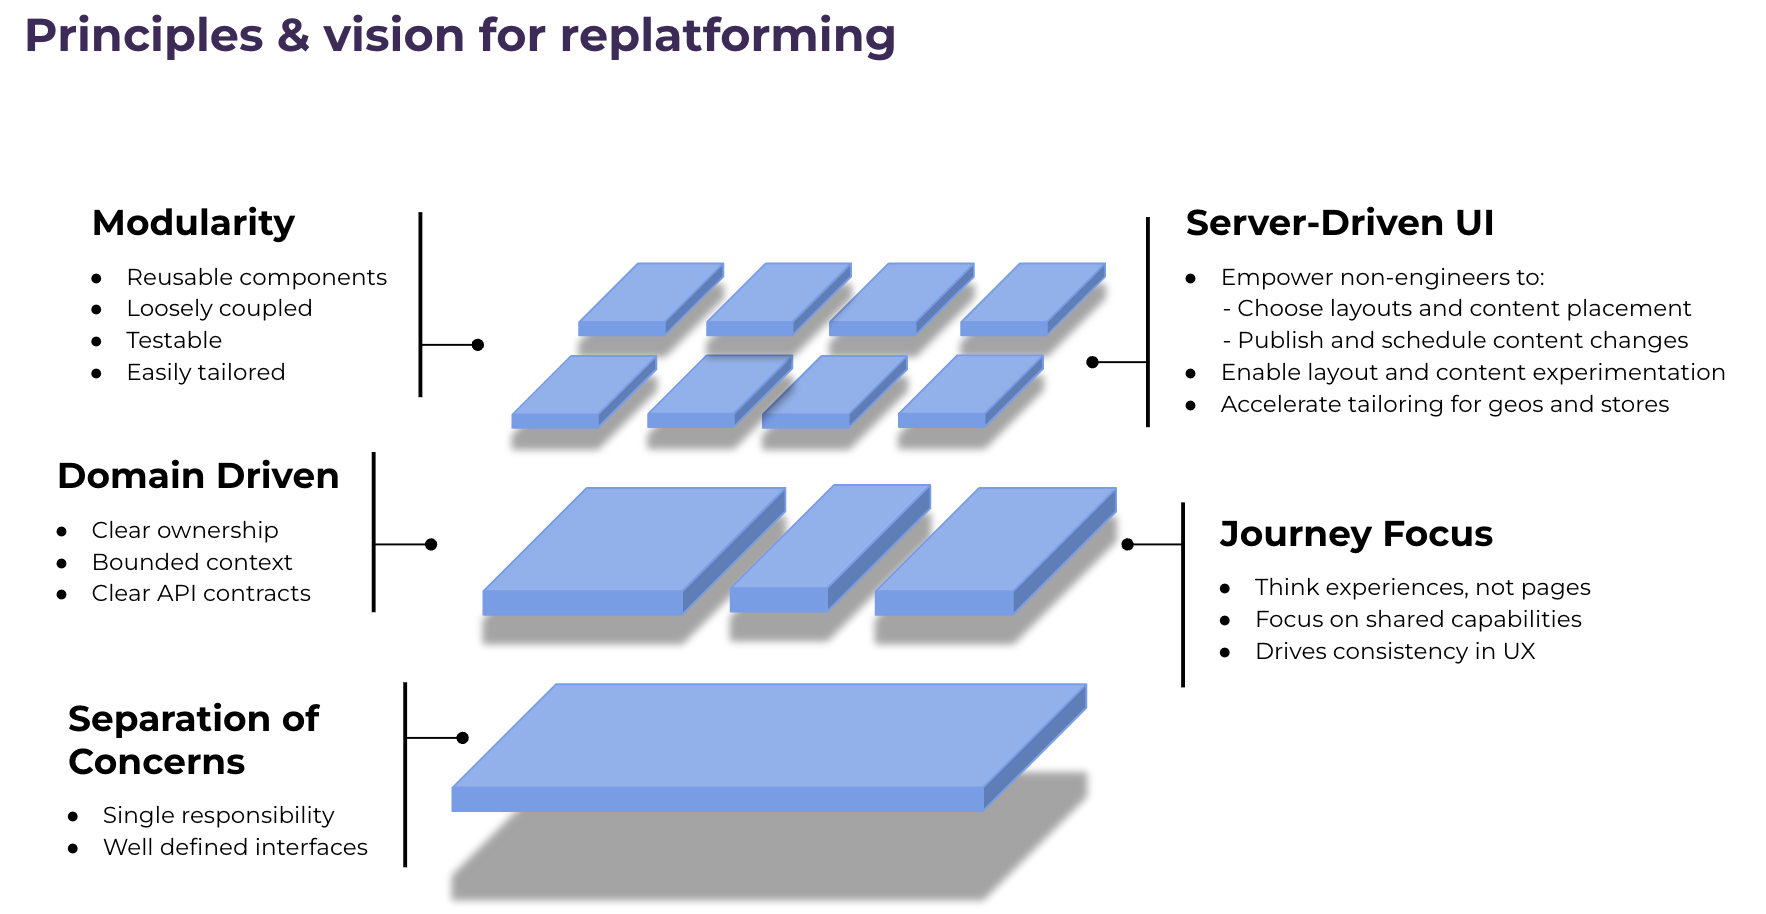 Principles & vision for replatforming
Modularity
● Reusable components
● Loosely coupled
● Testable
● Easily tailored
Server-Driven UI
● Empower non-engineers to:
- Choose layouts and content placement
- Publish and schedule content changes
● Enable layout and content experimentation
● Accelerate tailoring for geos and stores
Domain Driven
● Clear ownership
● Bounded context
● Clear API contracts
Journey Focus
● Think experiences, not pages
● Focus on shared capabilities
● Drives consistency in UX
Separation of
Concerns
● Single responsibility
● Well defined interfaces